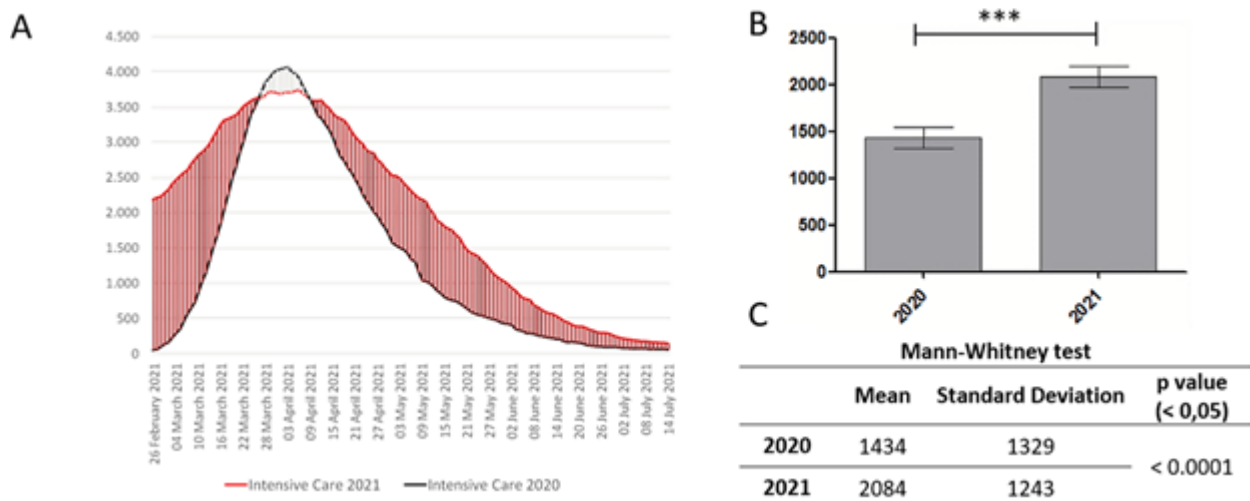 A
4.500
4.000
3.500
3.000
2.500
2.000
1.500
1.000
500
0
26 February 2021
04 March 2021
10 March 2021
16 March 2021
22 March 2021
28 March 2021
03 April 2021
09 April 2021
15 April 2021
21 April 2021
27 April 2021
03 May 2021
09 May 2021
15 May 2021
21 May 2021
27 May 2021
02 June 2021
08 June 2021
14 June 2021
20 June 2021
26 June 2021
02 July 2021
08 July 2021
14 July 2021
Intensive Care 2021 Intensive Care 2020
B
***
2500
2000
1500
1000
500
0
2020 2021
C
Mann-Whitney test
Mean Standard Deviation p value (< 0,05)
2020 1434 1329
< 0.0001
2021 2084 1243